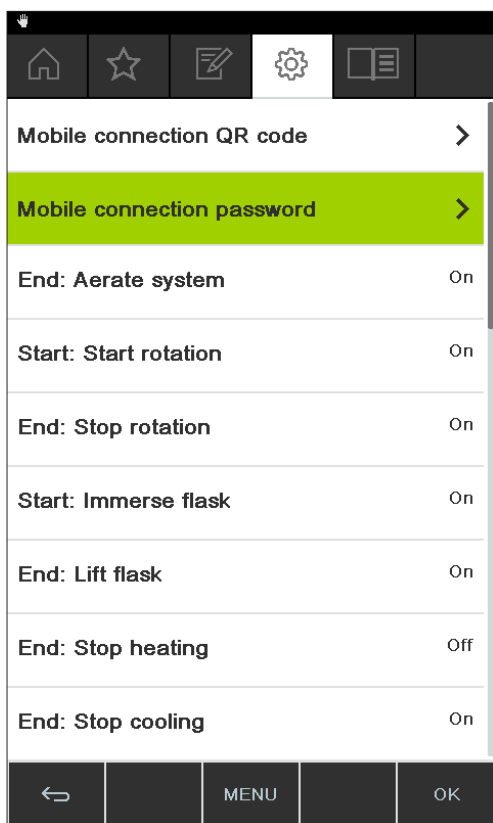 Mobile connection QR code
Mobile connection password
End: Aerate system On
Start: Start rotation On
End: Stop rotation On
Start: Immerse flask On
End: Lift flask On
End: Stop heating Off
End: Stop cooling On
MENU OK